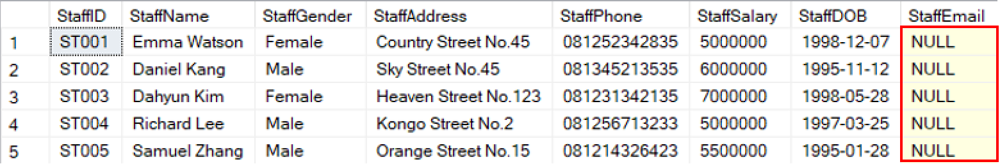 StaffID StaffName StaffGender StaffAddress StaffPhone StaffSalary StaffDOB StaffEmail
1 ST001 Emma Watson Female Country Street No.45 081252342835 5000000 1998-12-07 NULL
2 ST002 Daniel Kang Male Sky Street No.45 081345213535 6000000 1995-11-12 NULL
3 ST003 Dahyun Kim Female Heaven Street No.123 081231342135 7000000 1998-05-28 NULL
4 ST004 Richard Lee Male Kongo Street No.2 081256713233 5000000 1997-03-25 NULL
5 ST005 Samuel Zhang Male Orange Street No.15 081214326423 5500000 1995-01-28 NULL